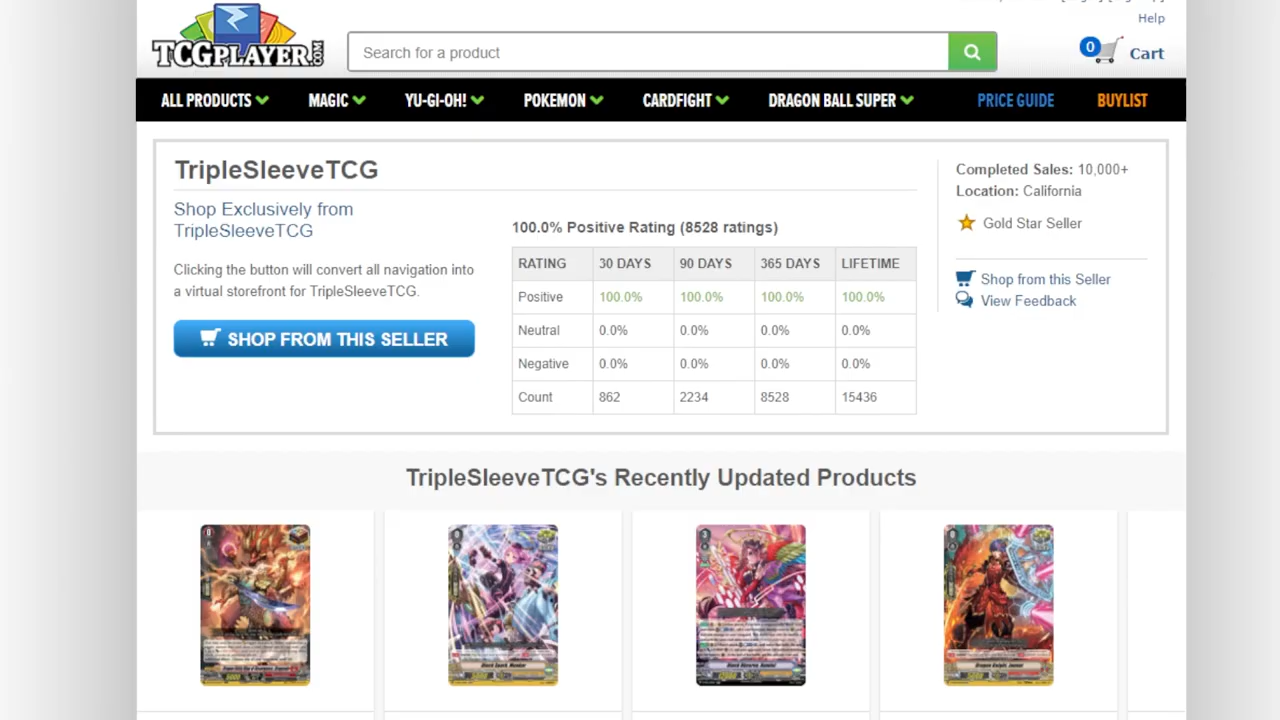 TCGPLAYER.COM
Search for a product
Help
0
Cart
ALL PRODUCTS
MAGIC
YU-GI-OH!
POKEMON
CARDFIGHT
DRAGON BALL SUPER
PRICE GUIDE
BUYLIST
TripleSleeveTCG
Shop Exclusively from
TripleSleeveTCG
Clicking the button will convert all navigation into
a virtual storefront for TripleSleeveTCG.
SHOP FROM THIS SELLER
100.0% Positive Rating (8528 ratings)
RATING 30 DAYS 90 DAYS 365 DAYS LIFETIME
Positive 100.0% 100.0% 100.0% 100.0%
Neutral 0.0% 0.0% 0.0% 0.0%
Negative 0.0% 0.0% 0.0% 0.0%
Count 862 2234 8528 15436
Completed Sales: 10,000+
Location: California
Gold Star Seller
Shop from this Seller
View Feedback
TripleSleeveTCG's Recently Updated Products